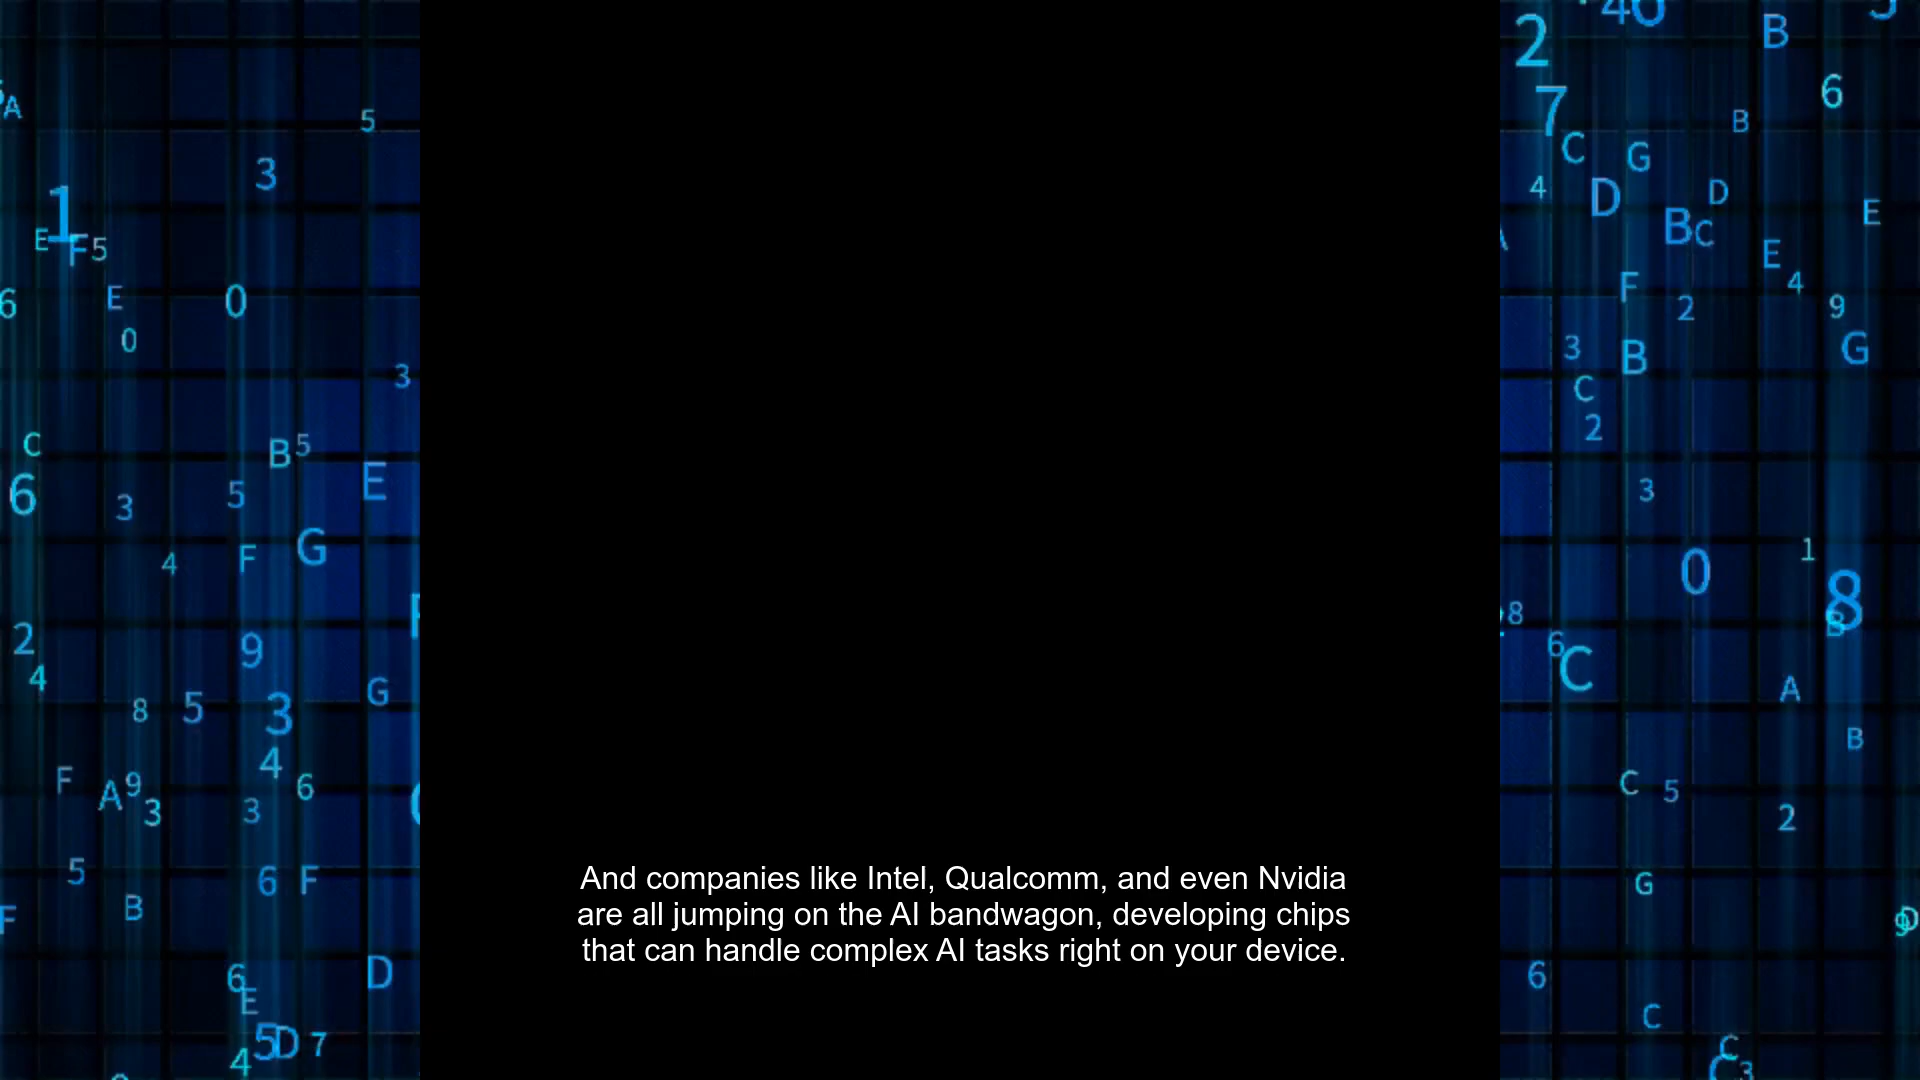 And companies like Intel, Qualcomm, and even Nvidia
are all jumping on the AI bandwagon, developing chips
that can handle complex AI tasks right on your device.